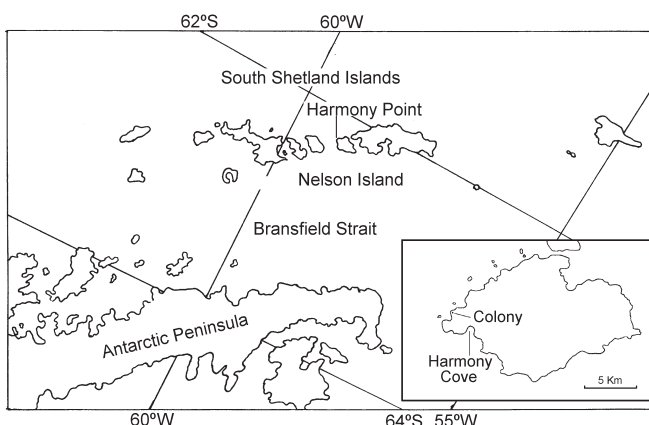 62ºS
60ºW
South Shetland Islands
Harmony Point
Nelson Island
Bransfield Strait
Colony
Antarctic Peninsula
Harmony
Cove
5 Km
60ºW
64ºS
55ºW